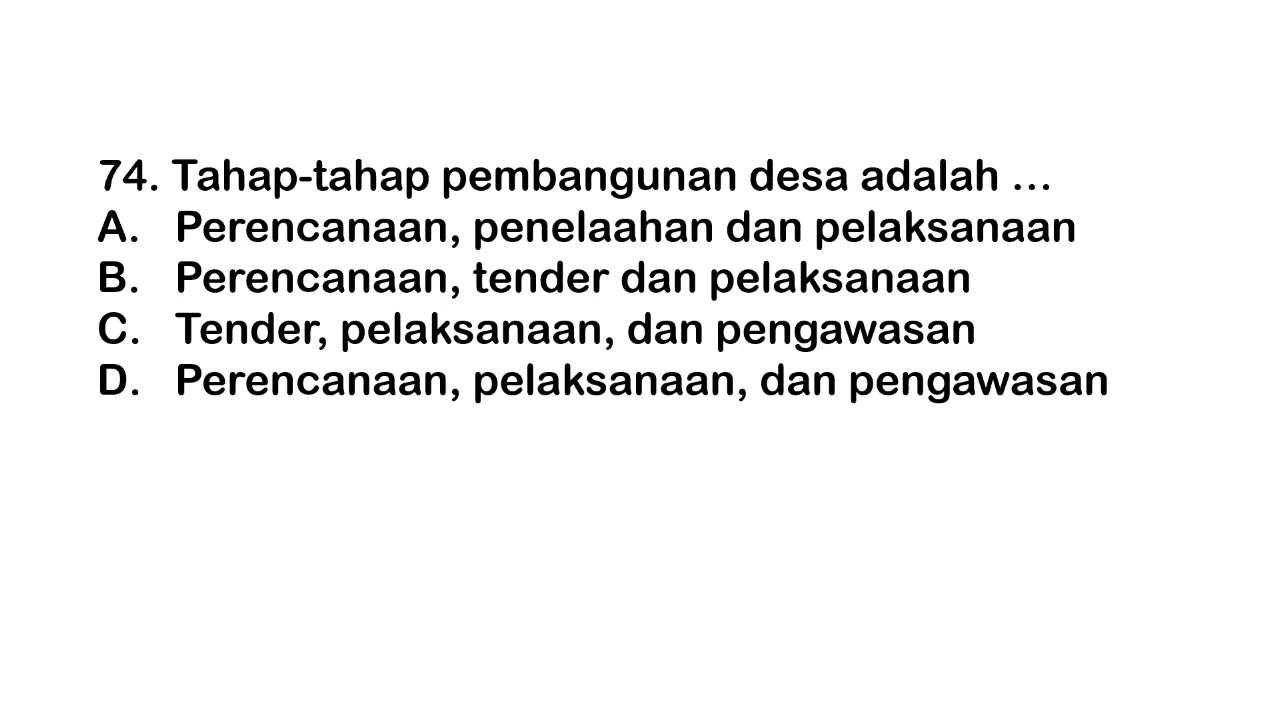 74. Tahap-tahap pembangunan desa adalah ...
A. Perencanaan, penelaahan dan pelaksanaan
B. Perencanaan, tender dan pelaksanaan
C. Tender, pelaksanaan, dan pengawasan
D. Perencanaan, pelaksanaan, dan pengawasan